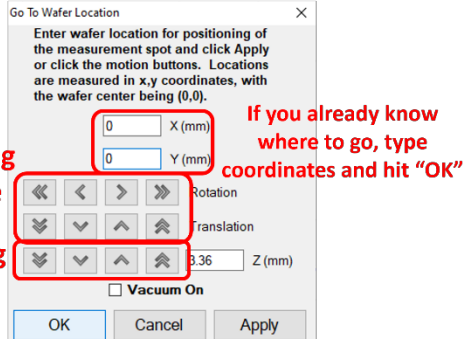 Go To Wafer Location
Enter wafer location for positioning of
the measurement spot and click Apply
or click the motion buttons. Locations
are measured in x,y coordinates, with
the wafer center being (0,0).
0 X (mm)
If you already know
where to go, type
coordinates and hit “OK”
0 Y (mm)
g
Rotation
e
Translation
g
3.36 Z (mm)
Vacuum On
OK Cancel Apply